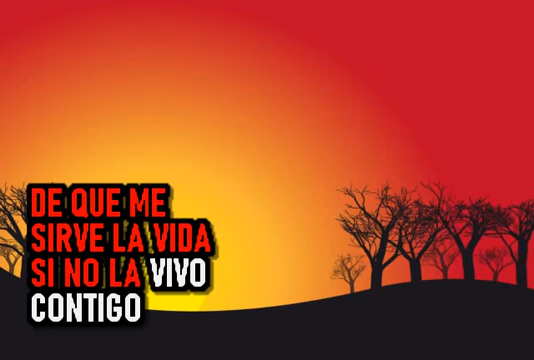 DE QUE ME
SIRVE LA VIDA
SI NO LA VIVO
CONTIGO